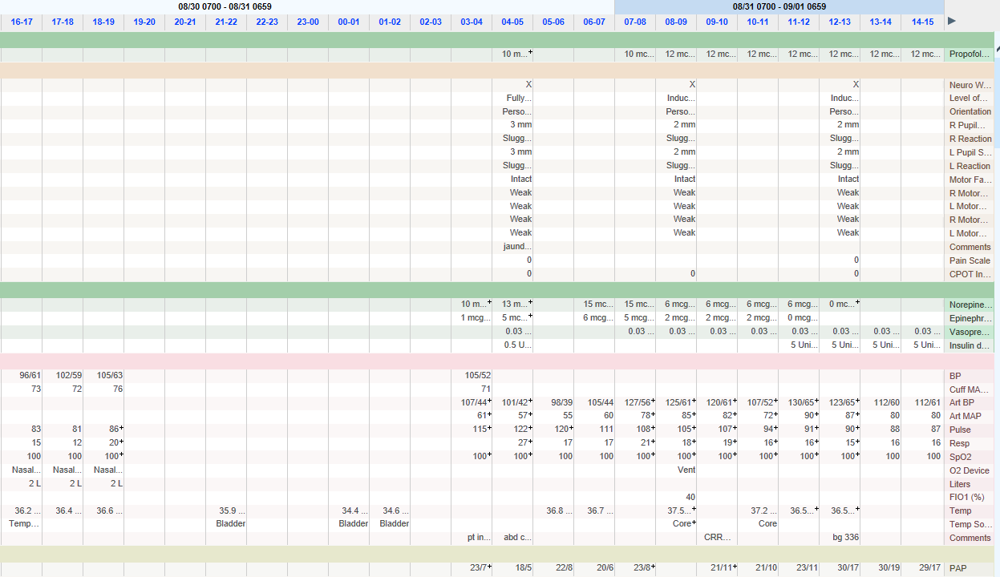 08/30 0700 - 08/31 0659 08/31 0700 - 09/01 0659
16-17 17-18 18-19 19-20 20-21 21-22 22-23 23-00 00-01 01-02 02-03 03-04 04-05 05-06 06-07 07-08 08-09 09-10 10-11 11-12 12-13 13-14 14-15
10 m...+ 10 mc... 12 mc... 12 mc... 12 mc... 12 mc... 12 mc... 12 mc... 12 mc... Propofol...
X X X Neuro W...
Fully... Induc... Induc... Level of...
Perso... Perso... Perso... Orientation
3 mm 2 mm 2 mm R Pupil...
Slugg... Slugg... Slugg... R Reaction
3 mm 2 mm 2 mm L Pupil S...
Slugg... Slugg... Slugg... L Reaction
Intact Intact Intact Motor Fa...
Weak Weak Weak R Motor...
Weak Weak Weak L Motor...
Weak Weak Weak R Motor...
Weak Weak Weak L Motor...
jaund... Comments
0 0 Pain Scale
0 0 0 CPOT In...
10 m...+ 13 m...+ 15 mc... 15 mc... 6 mcg... 6 mcg... 6 mcg... 6 mcg... 0 mc...+ Norepine...
1 mcg... 5 mc...+ 6 mcg... 5 mcg... 2 mcg... 2 mcg... 2 mcg... 0 mcg... Epinephr...
0.03 ... 0.03 ... 0.03 ... 0.03 ... 0.03 ... 0.03 ... 0.03 ... 0.03 ... 0.03 ... Vasopre...
0.5 U... 5 Uni... 5 Uni... 5 Uni... 5 Uni... Insulin d...
96/61 102/59 105/63 105/52 BP
73 72 76 71 Cuff MA...
107/44+ 101/42+ 98/39 105/44 127/56+ 125/61+ 120/61+ 107/52+ 130/65+ 123/65+ 112/60 112/61 Art BP
61+ 57+ 55 60 78+ 85+ 82+ 72+ 90+ 87+ 80 80 Art MAP
83 81 86+ 115+ 122+ 120+ 111 108+ 105+ 107+ 94+ 91+ 90+ 88 87 Pulse
15 12 20+ 27+ 17 17 21+ 18+ 19+ 16+ 16+ 15+ 16 16 Resp
100 100 100+ 100+ 100+ 100 100 100+ 100+ 100+ 100+ 100+ 100+ 100 100 SpO2
Nasal... Nasal... Nasal... Vent O2 Device
2 L 2 L 2 L Liters
40 FIO1 (%)
36.2 ... 36.4 ... 36.6 ... 35.9 ... 34.4 ... 34.6 ... 36.8 ... 36.7 ... 37.5...+ 37.2 ... 36.5...+ 36.5...+ Temp
Temp... Bladder Bladder Bladder Core+ Core Temp So...
pt in... abd c... CRR... bg 336 Comments
23/7+ 18/5 22/8 20/6 23/8+ 21/11+ 21/10 23/11 30/17 30/19 29/17 PAP